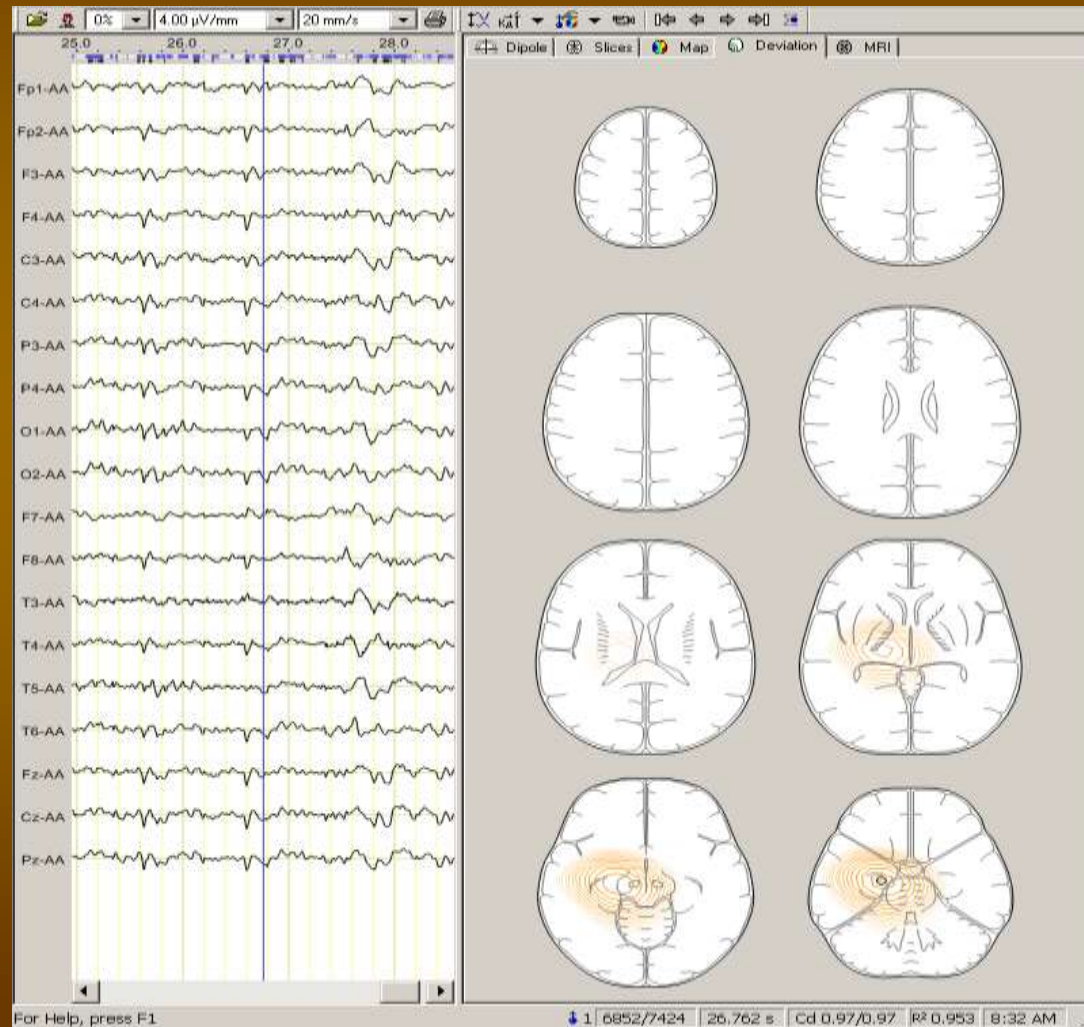 0% 4.00 µV/mm 20 mm/s
Dipole Slices Map Deviation MRI
25.0 26.0 27.0 28.0
Fp1-AA
Fp2-AA
F3-AA
F4-AA
C3-AA
C4-AA
P3-AA
P4-AA
O1-AA
O2-AA
F7-AA
F8-AA
T3-AA
T4-AA
T5-AA
T6-AA
Fz-AA
Cz-AA
Pz-AA
For Help, press F1 1 6852/7424 26.762 s Cd 0.97/0.97 R² 0.953 8:32 AM